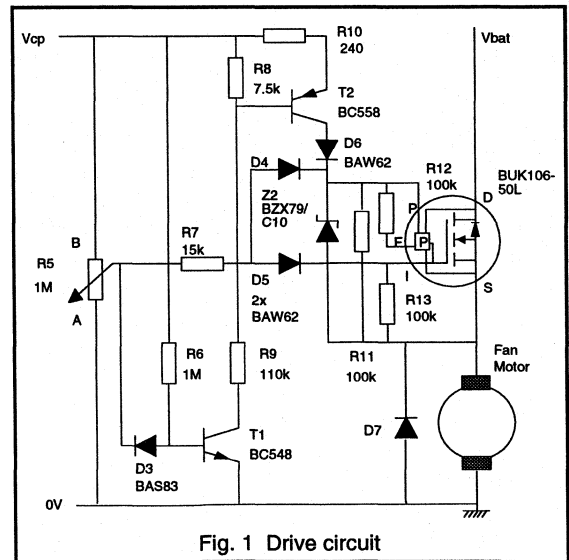 Vcp
R10
240
Vbat
R8
7.5k
T2
BC558
D6
BAW62
D4
R12
100k
BUK106-
50L
Z2
BZX79/
C10
P
D
F
P
B
R7
15k
R5
1M
D5
2x
BAW62
I
S
A
R13
100k
R6
1M
R9
110k
R11
100k
Fan
Motor
T1
BC548
D7
D3
BAS83
0V
Fig. 1 Drive circuit